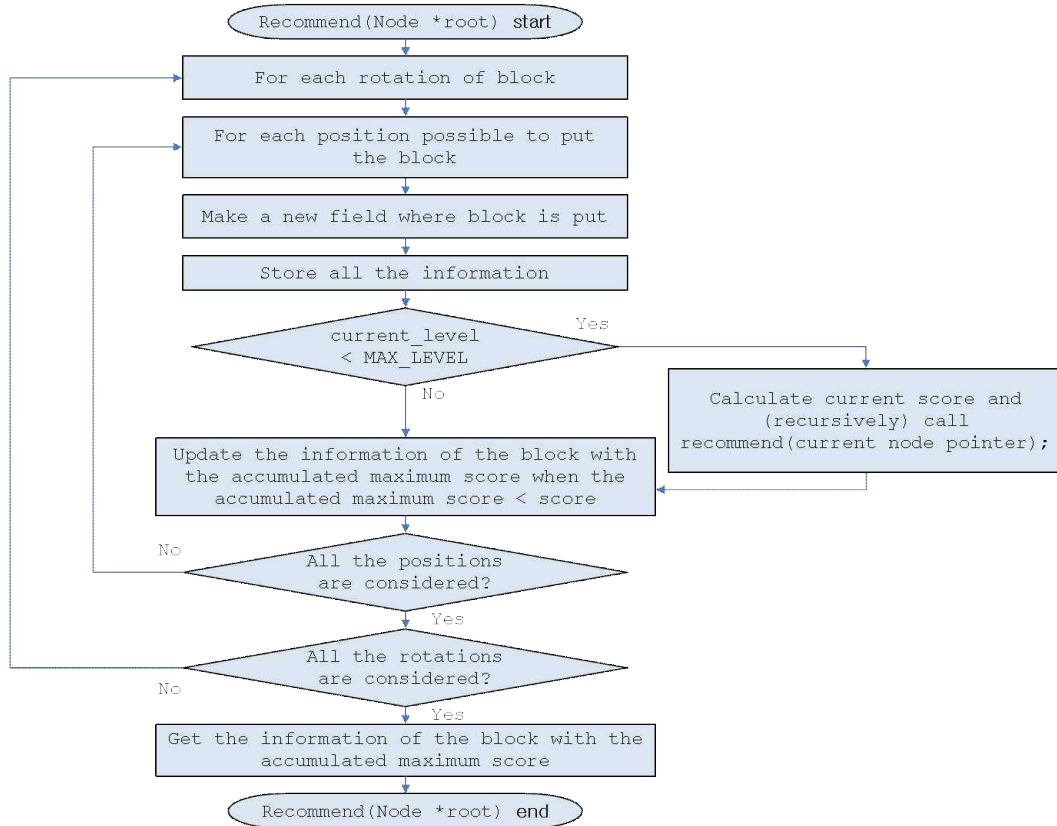 Recommend(Node *root) start
For each rotation of block
For each position possible to put
the block
Make a new field where block is put
Store all the information
current_level
< MAX_LEVEL
Yes
No
Calculate current score and
(recursively) call
recommend(current node pointer);
Update the information of the block with
the accumulated maximum score when the
accumulated maximum score < score
No
All the positions
are considered?
Yes
All the rotations
are considered?
No
Yes
Get the information of the block with the
accumulated maximum score
Recommend(Node *root) end